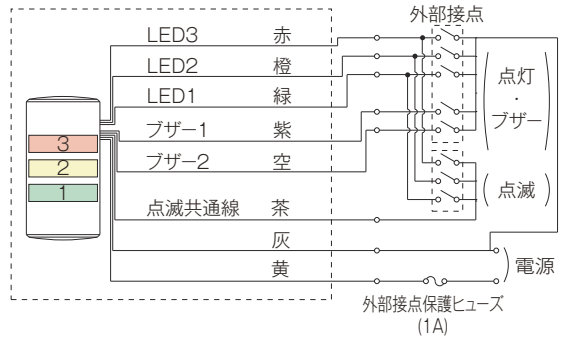 外部接点
LED3 赤
LED2 橙
LED1 緑
ブザー1 紫
ブザー2 空
点滅共通線 茶
灰
黄
3
2
1
(点灯・ブザー)
(点滅)
)電源
外部接点保護ヒューズ
(1A)